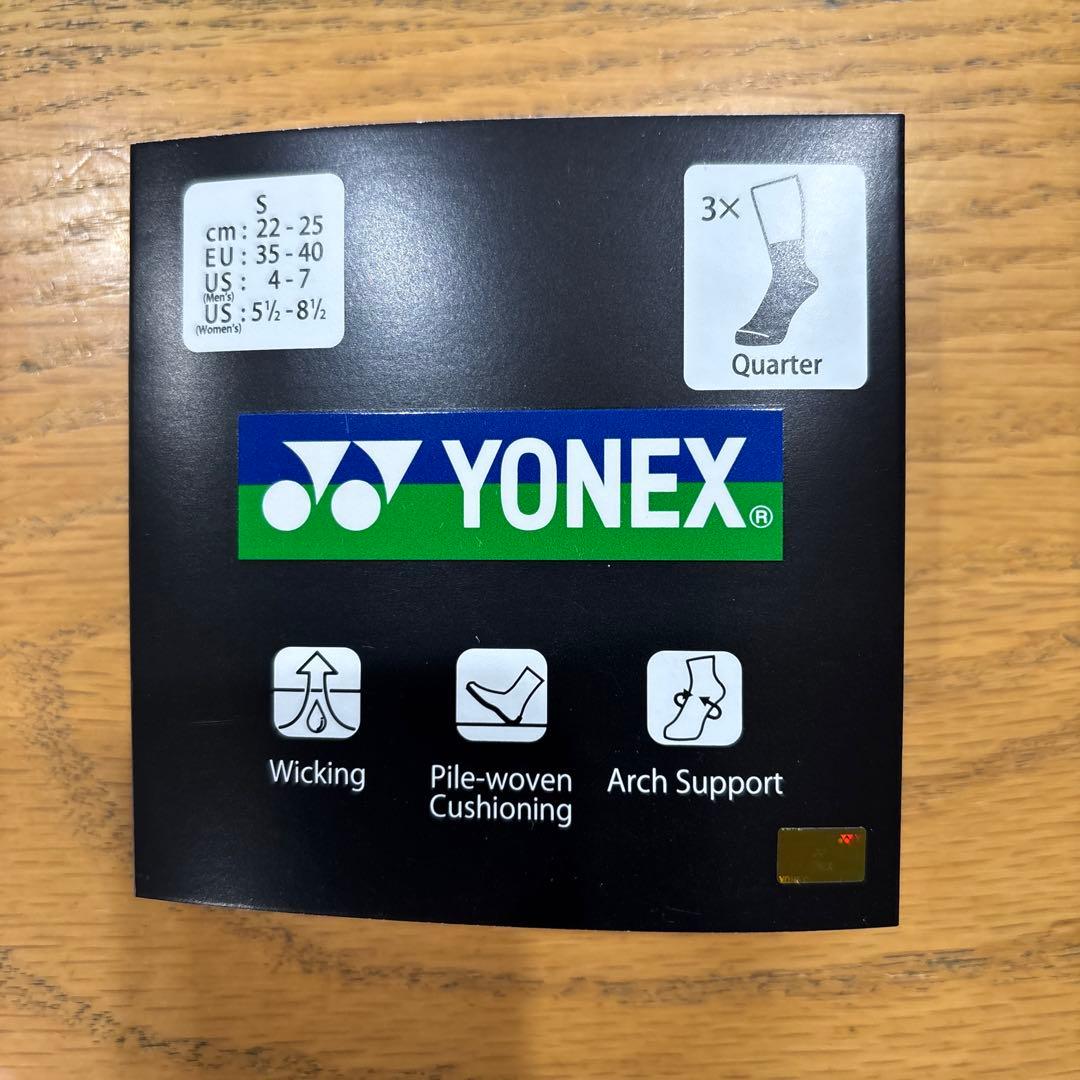 S
cm : 22 - 25
EU : 35 - 40
US : 4 - 7
(Men's)
US : 5½ - 8½
(Women's)
3×
Quarter
YONEX®
Wicking
Pile-woven
Cushioning
Arch Support